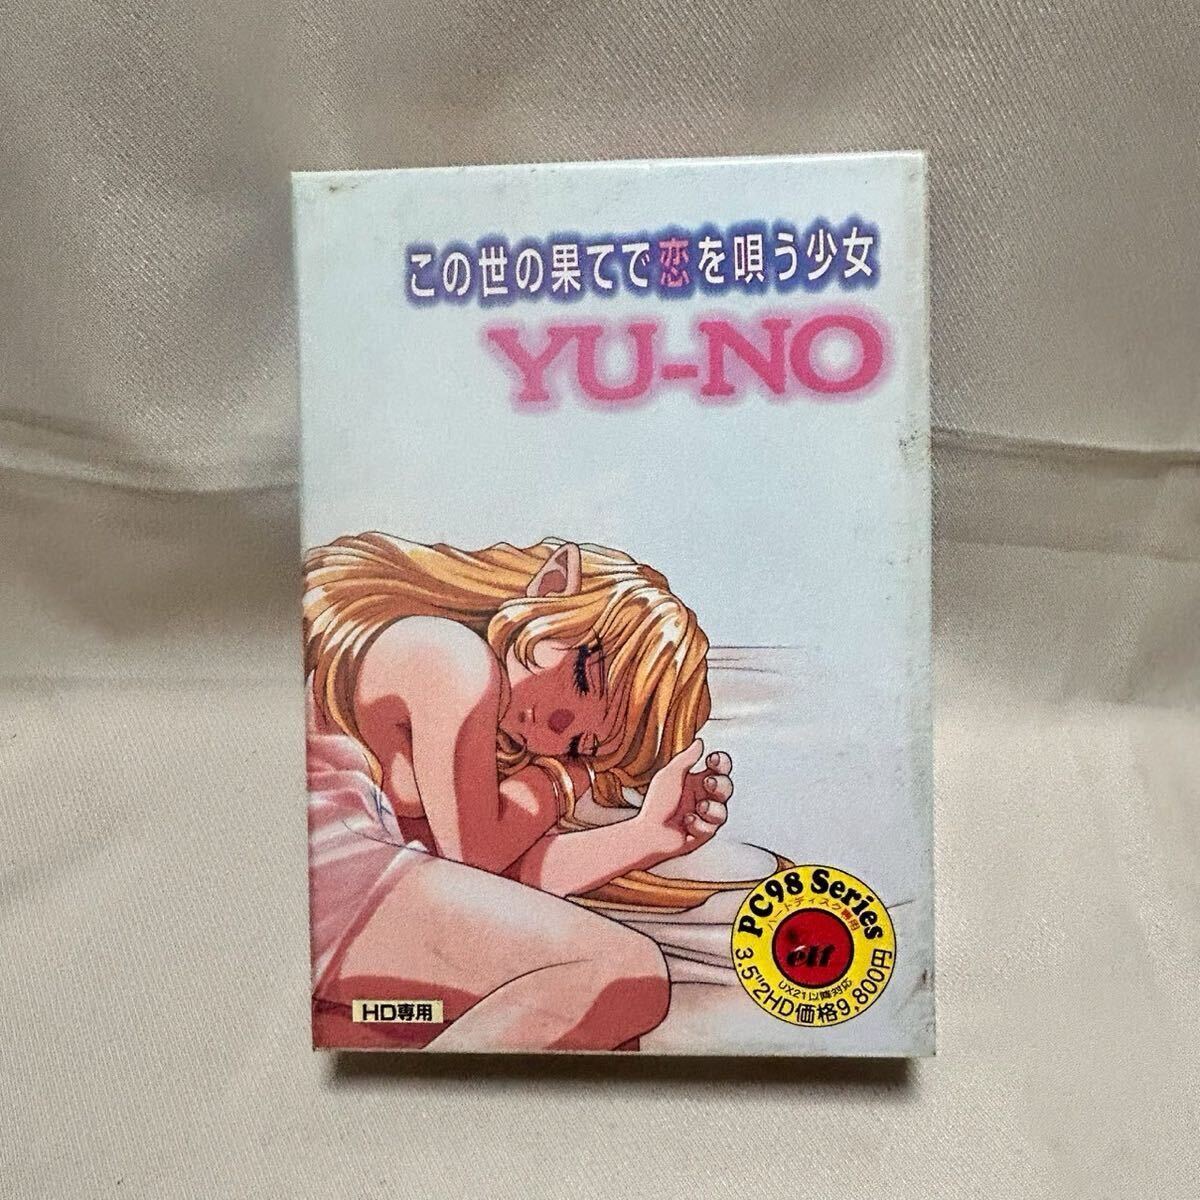 この世の果てで恋を唄う少女
YU-NO
PC98 Series
ハードディスク専用
elf
UX21以降対応
3.5"2HD価格9,800円
HD専用